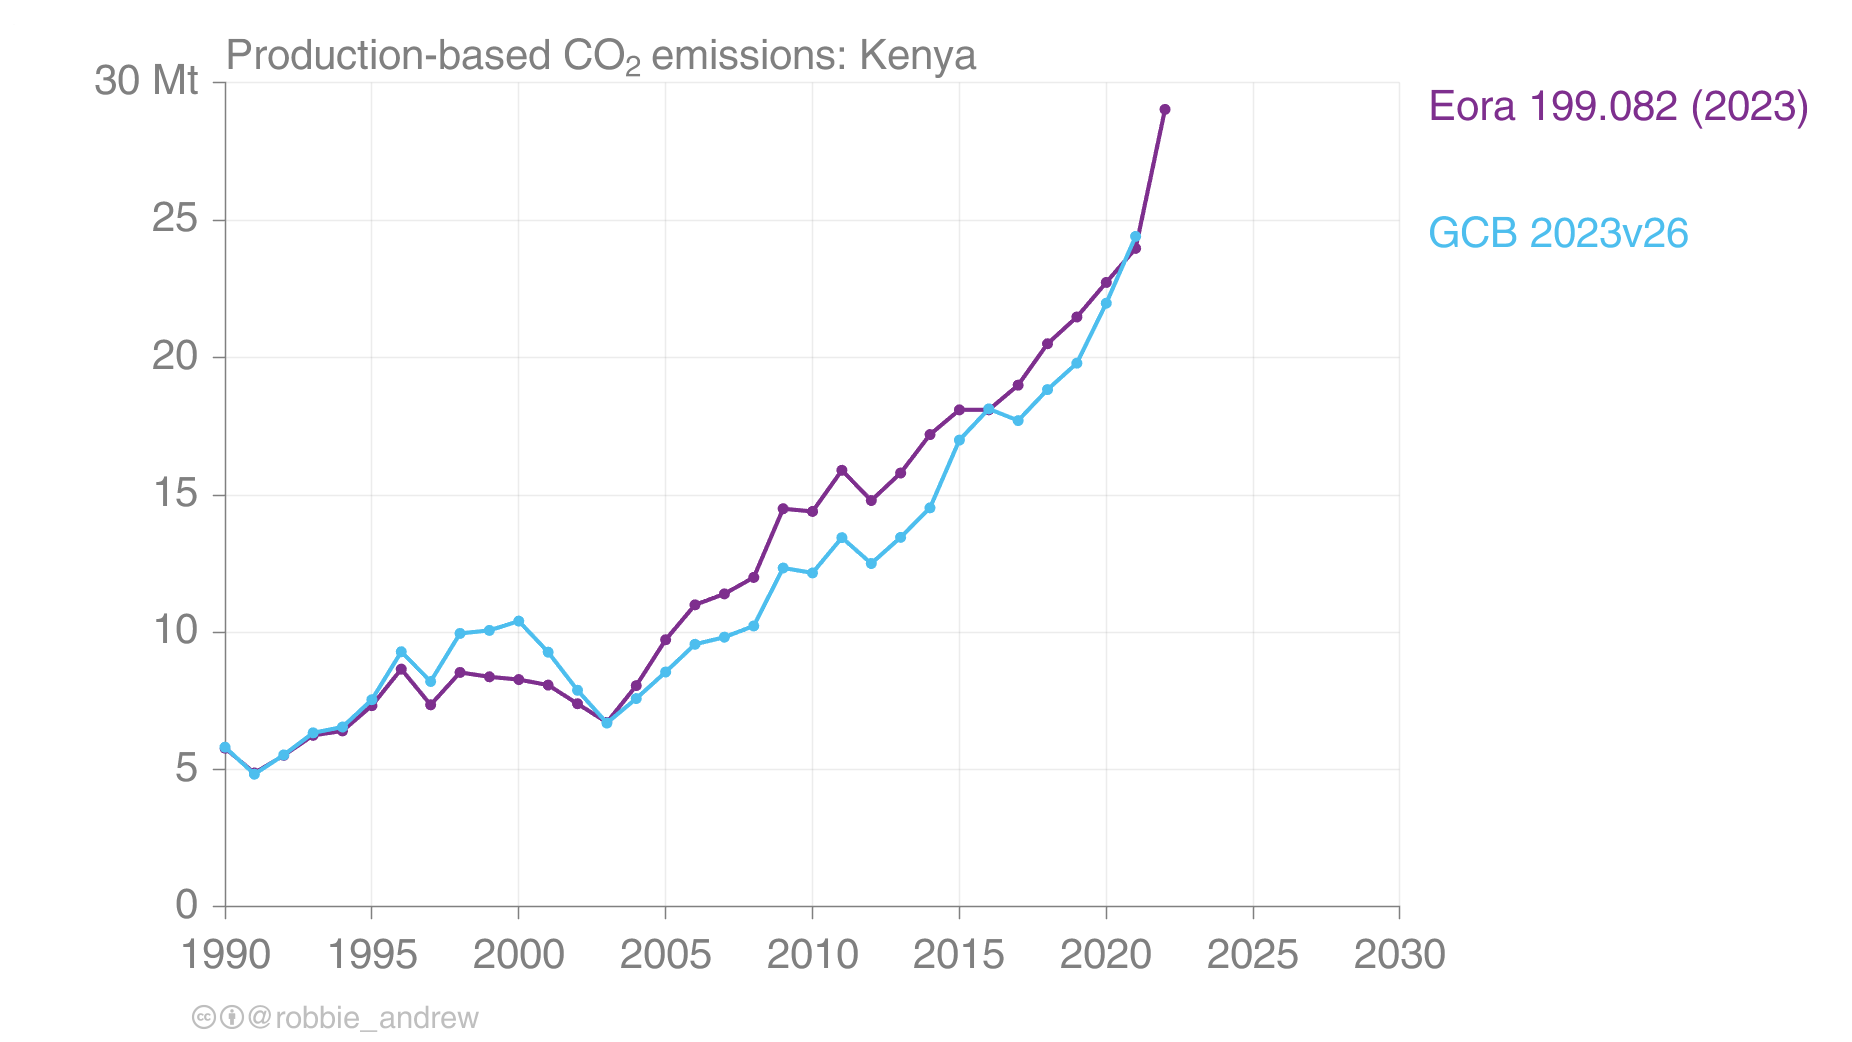 Production-based CO₂ emissions: Kenya
30 Mt
25
20
15
10
5
0
1990 1995 2000 2005 2010 2015 2020 2025 2030
Eora 199.082 (2023)
GCB 2023v26
cc @robbie_andrew